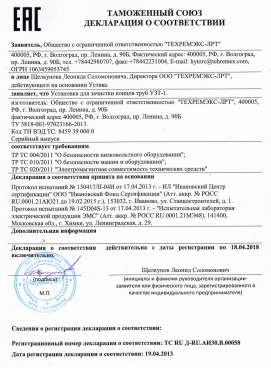 ТАМОЖЕННЫЙ СОЮЗ
ДЕКЛАРАЦИЯ О СООТВЕТСТВИИ
Заявитель, Общество с ограниченной ответственностью "ТЕХРЕМЭКС-ЛРТ"
400005, РФ, г. Волгоград, пр. Ленина, д. 90Б, Фактический адрес: 400005, РФ, г. Волгоград,
пр. Ленина, д. 90Б, тел. +78442980707, факс +78442231004, E-mail:
ОГРН 1063459053745
в лице Щелкунова Леонида Соломоновича, Директора ООО "ТЕХРЕМЭКС-ЛРТ",
действующего на основании Устава.
заявляет, что Установка для зачистки концов труб УЗТ-1.
изготовитель: Общество с ограниченной ответственностью "ТЕХРЕМЭКС-ЛРТ", 400005,
РФ, г. Волгоград, пр. Ленина, д. 90Б
фактический адрес: 400005, РФ, г. Волгоград, пр. Ленина, д. 90Б
ТУ 3818-001-97023166-2013.
Код ТН ВЭД ТС: 8459 39 000 0
Серийный выпуск
соответствует требованиям
ТР ТС 004/2011 "О безопасности низковольтного оборудования";
ТР ТС 010/2011 "О безопасности машин и оборудования";
ТР ТС 020/2011 "Электромагнитная совместимость технических средств"
Декларация о соответствии принята на основании
Протокол испытаний № 130417/Д-04И от 17.04.2013 г. - ИЛ "Ивановский Центр
сертификации" ООО "Ивановский Фонд Сертификации" (Атт. аккр. № РОСС
RU.0001.21АЮ21 до 19.02.2015 г.), 153032, г. Иваново, ул. Станкостроителей, д. 1.
Протокол испытаний № 145D04S-13 от 17.04.2013 г. "Испытательная лаборатория
электрической продукции ЭМС" (Атт. аккр. № РОСС RU.0001.21МЭ48), 141400,
Московская обл., г. Химки, ул. Ленинградская, д. 29.
Дополнительная информация
Декларация о соответствии действительна с даты регистрации по 18.04.2018
включительно.
Щелкунов Леонид Соломонович
(подпись)
(инициалы и фамилия руководителя организации-
заявителя или физического лица, зарегистрированного в
качестве индивидуального предпринимателя)
М.П.
Сведения о регистрации декларации о соответствии:
Регистрационный номер декларации о соответствии: ТС RU Д-RU.АИ30.В.00058
Дата регистрации декларации о соответствии: 19.04.2013